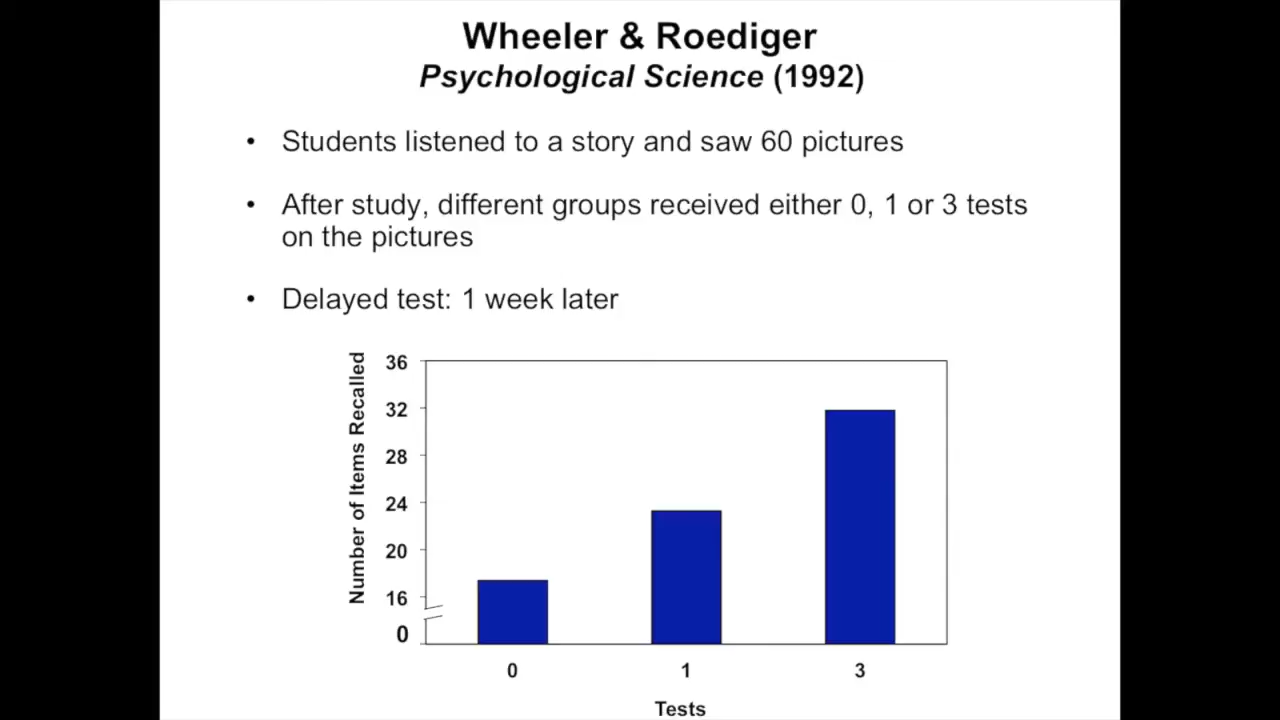 Wheeler & Roediger
Psychological Science (1992)
• Students listened to a story and saw 60 pictures
• After study, different groups received either 0, 1 or 3 tests
on the pictures
• Delayed test: 1 week later
Number of Items Recalled
36
32
28
24
20
16
0
0 1 3
Tests